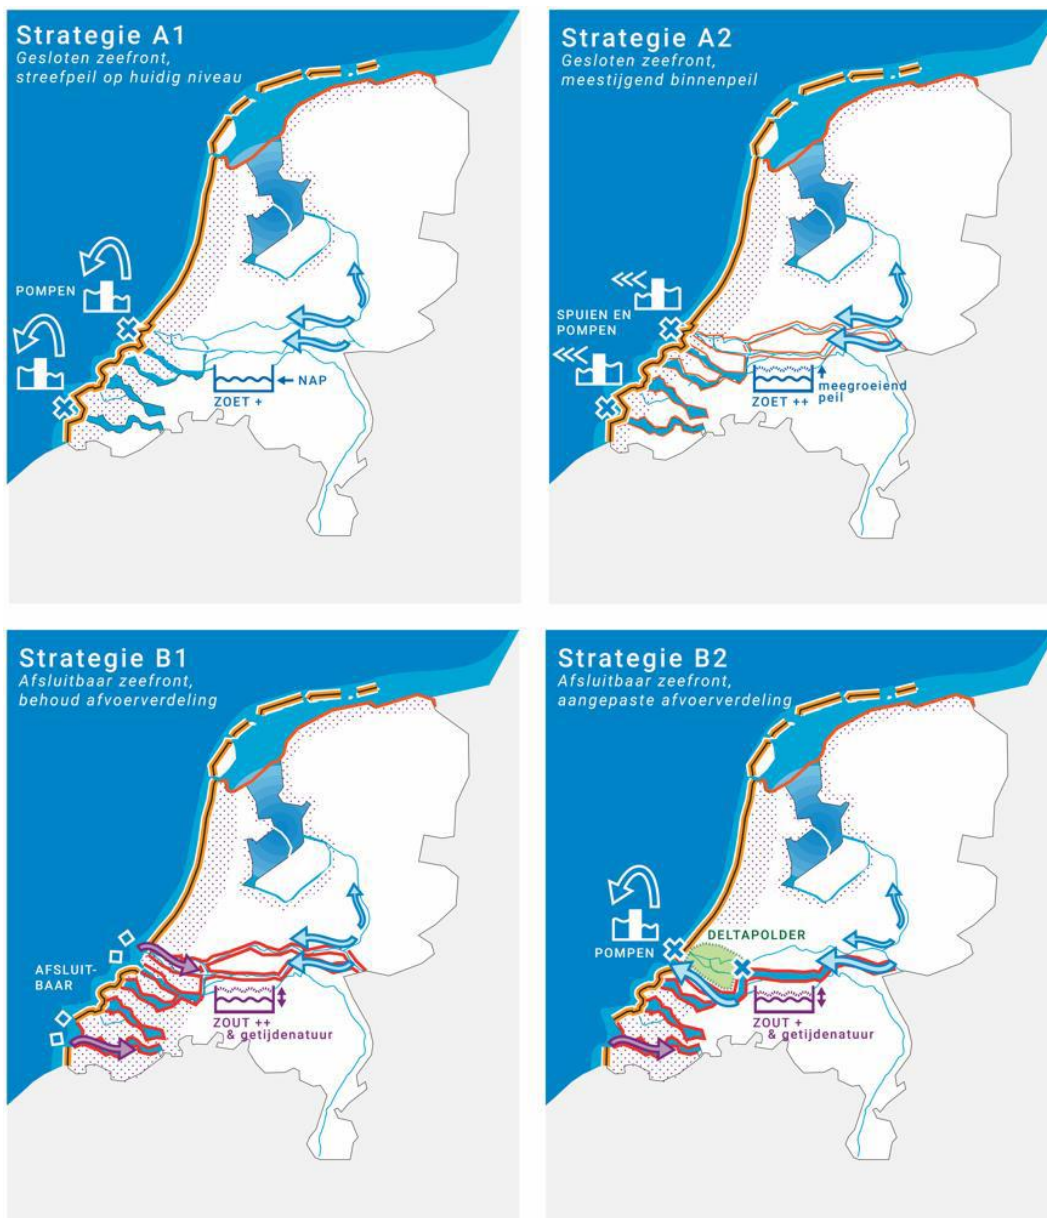 Strategie A1
Gesloten zeefront,
streefpeil op huidig niveau
POMPEN
NAP
ZOET +
Strategie A2
Gesloten zeefront,
meestijgend binnenpeil
SPUIEN EN
POMPEN
meegroeiend
peil
ZOET ++
Strategie B1
Afsluitbaar zeefront,
behoud afvoerverdeling
AFSLUIT-
BAAR
ZOUT ++
& getijdenatuur
Strategie B2
Afsluitbaar zeefront,
aangepaste afvoerverdeling
DELTAPOLDER
POMPEN
ZOUT +
& getijdenatuur